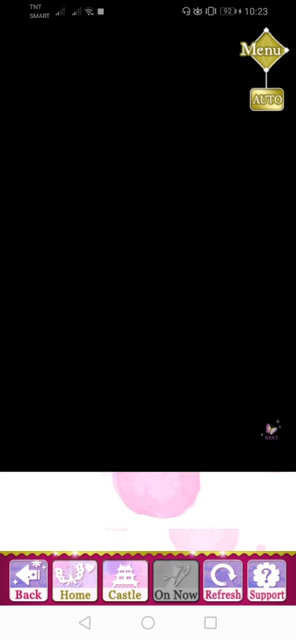 TNT
SMART
92
10:23
Menu
AUTO
NEXT
Back
Home
Castle
On Now
Refresh
Support